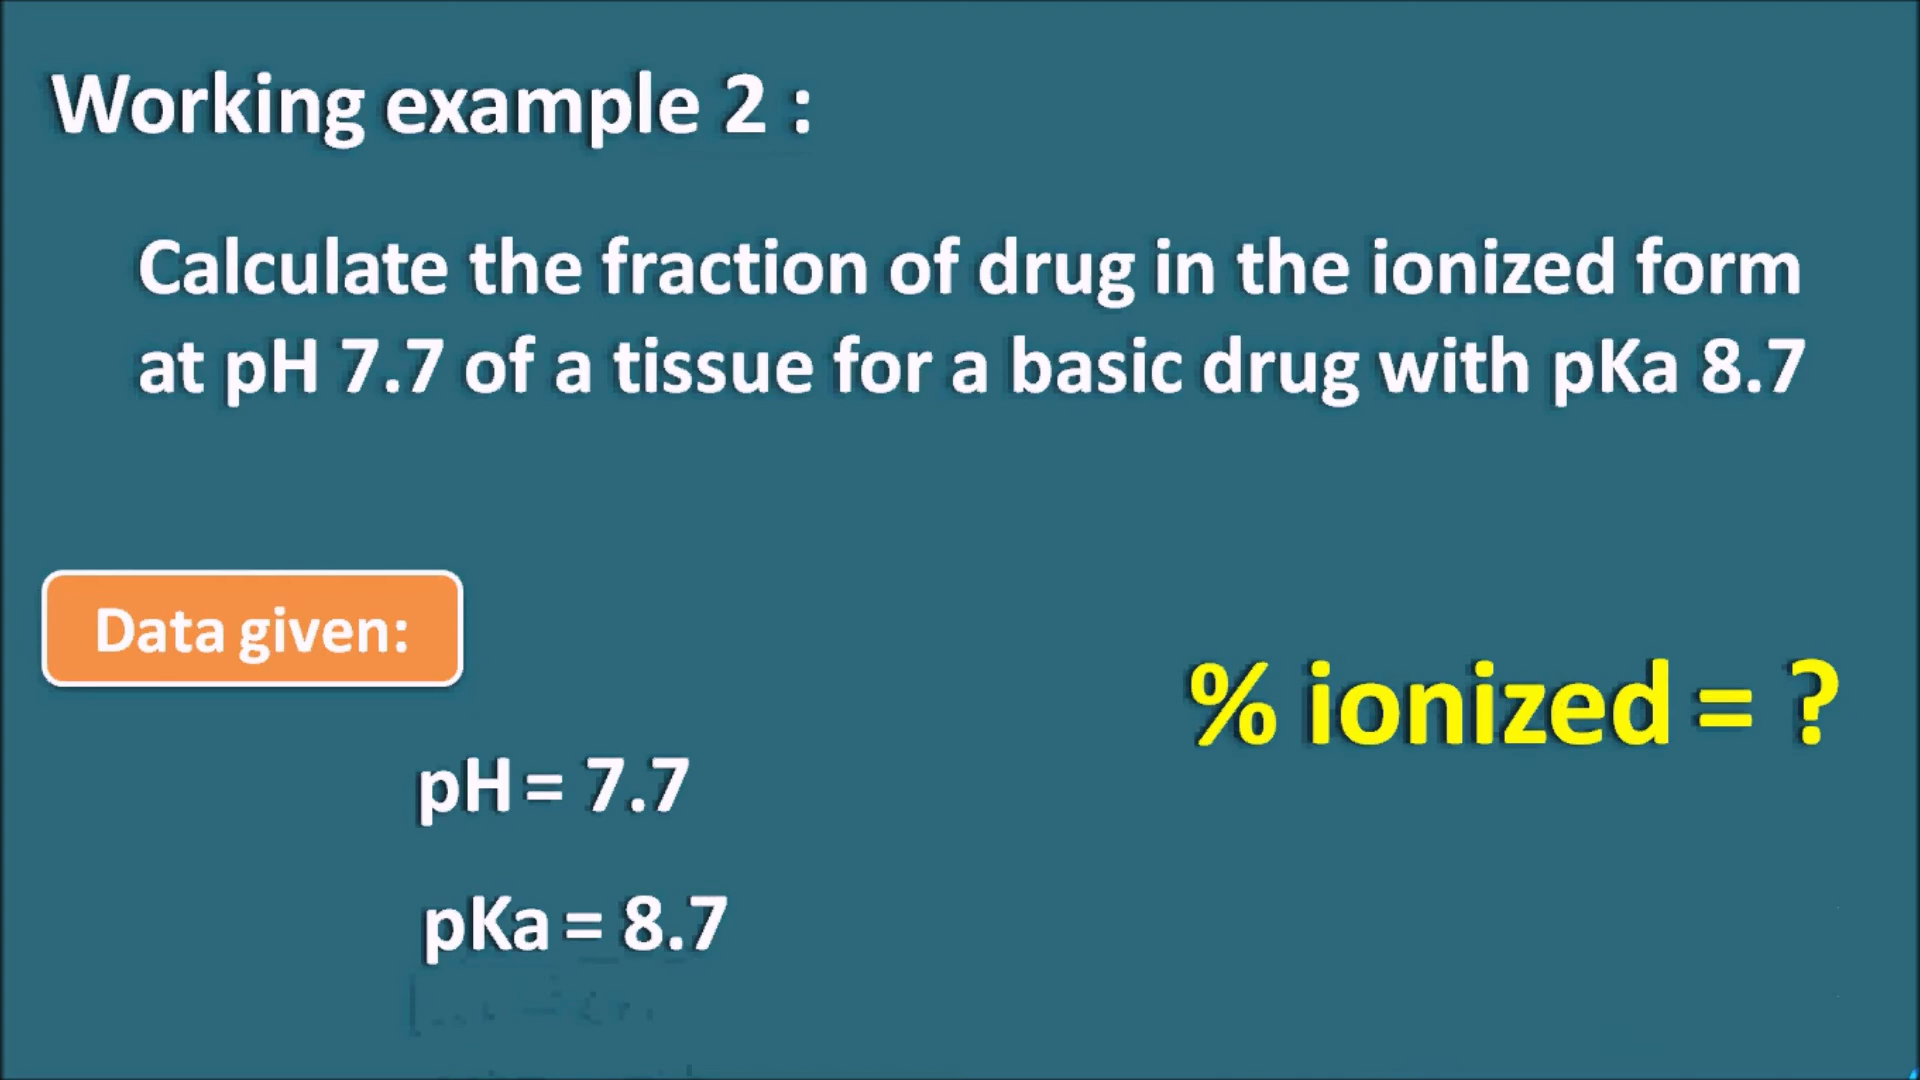 Working example 2 :
Calculate the fraction of drug in the ionized form
at pH 7.7 of a tissue for a basic drug with pKa 8.7
Data given:
% ionized = ?
pH = 7.7
pKa = 8.7